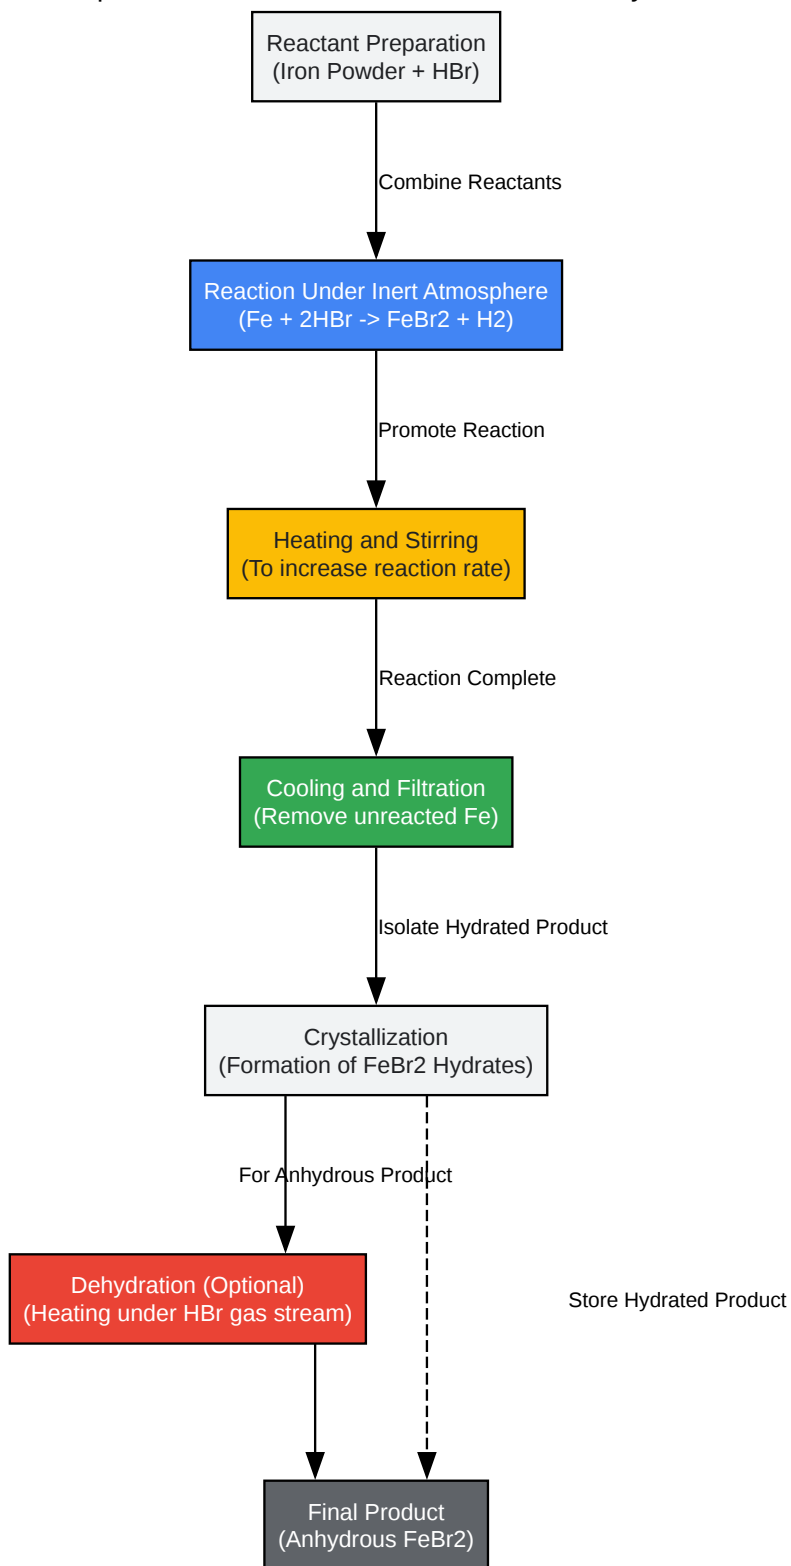 Reactant Preparation
(Iron Powder + HBr)
Combine Reactants
Reaction Under Inert Atmosphere
(Fe + 2HBr -> FeBr2 + H2)
Promote Reaction
Heating and Stirring
(To increase reaction rate)
Reaction Complete
Cooling and Filtration
(Remove unreacted Fe)
Isolate Hydrated Product
Crystallization
(Formation of FeBr2 Hydrates)
For Anhydrous Product
Dehydration (Optional)
(Heating under HBr gas stream)
Store Hydrated Product
Final Product
(Anhydrous FeBr2)